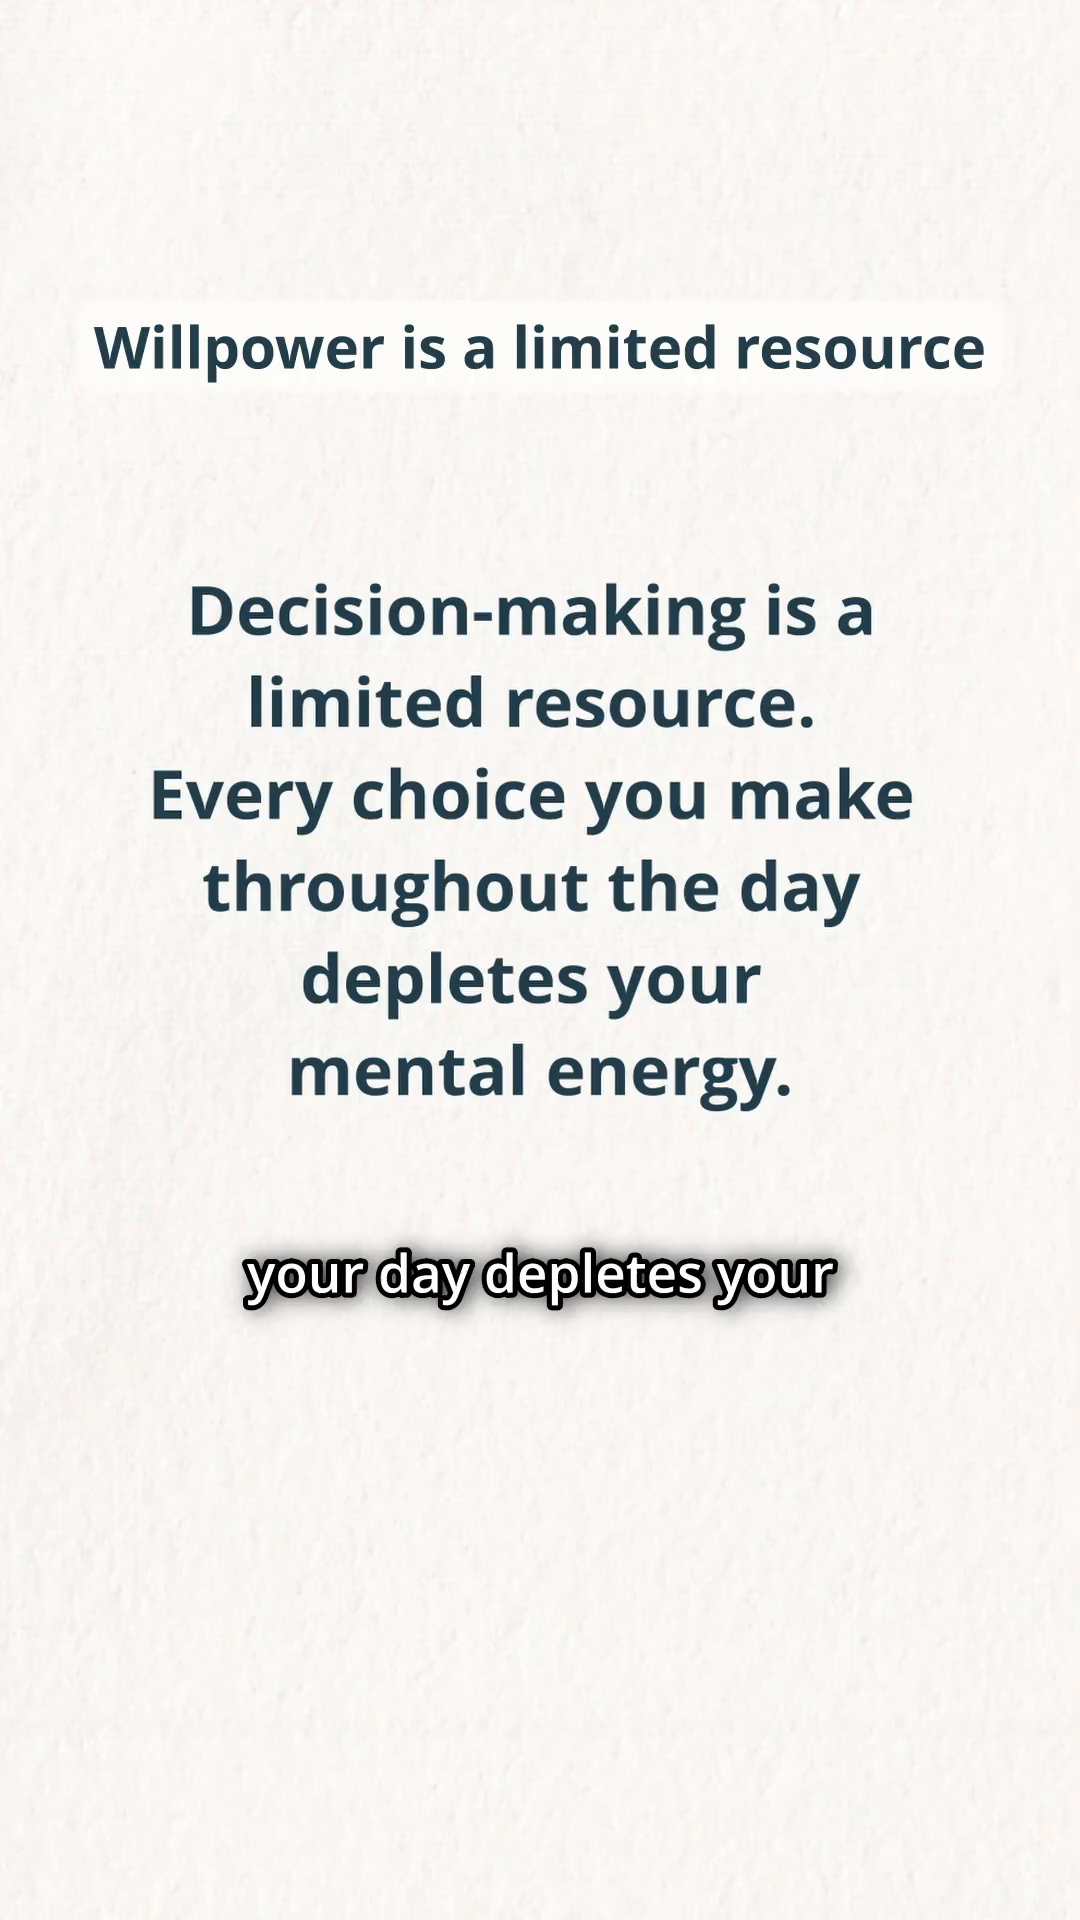 Willpower is a limited resource
Decision-making is a
limited resource.
Every choice you make
throughout the day
depletes your
mental energy.
your day depletes your